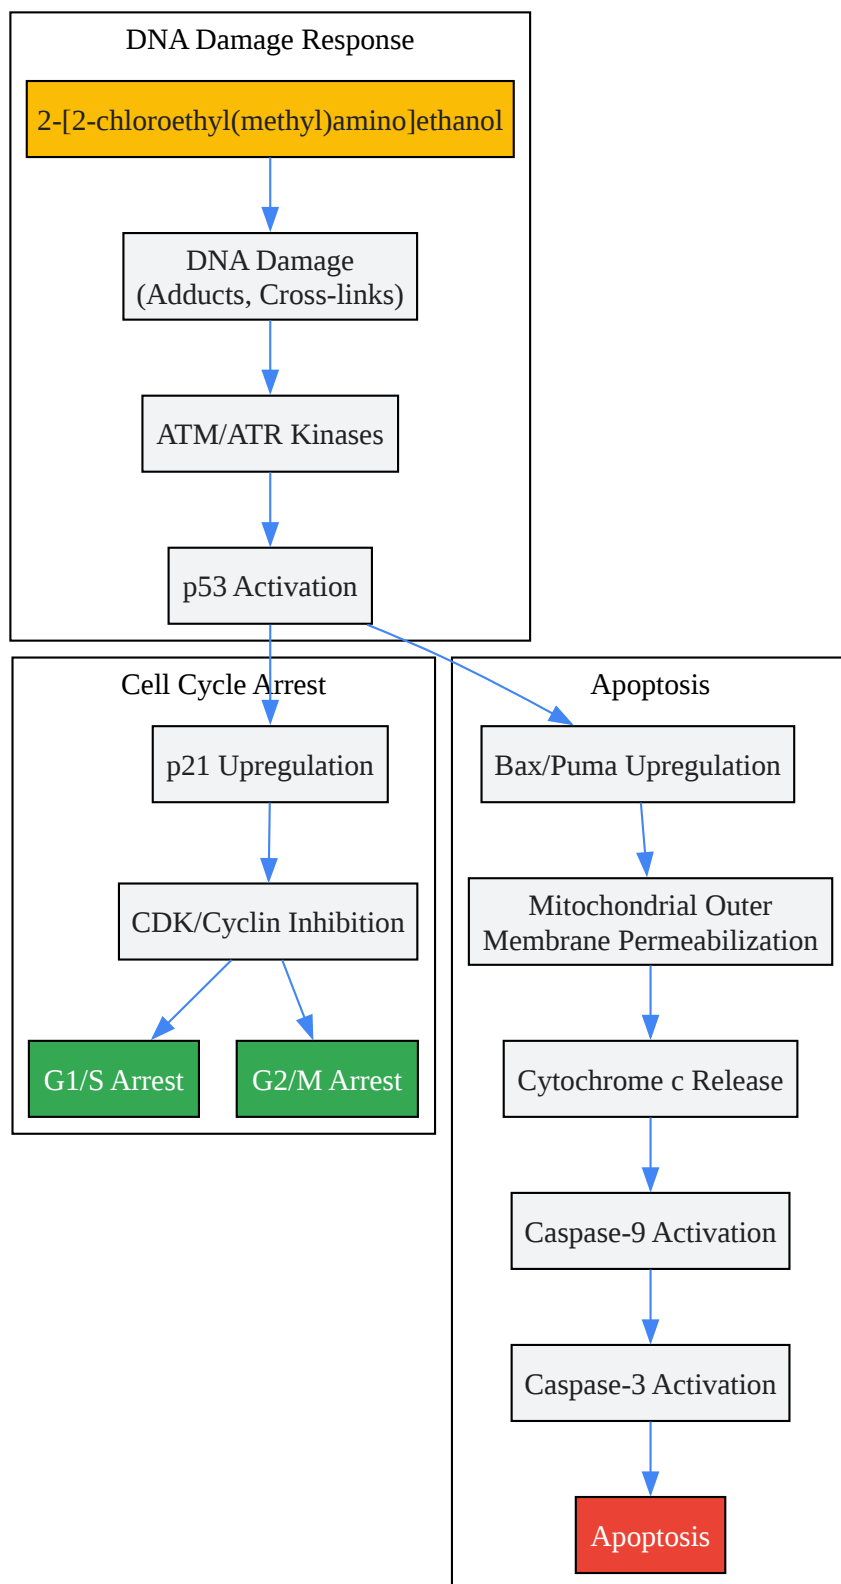 DNA Damage Response
2-[2-chloroethyl(methyl)amino]ethanol
DNA Damage
(Adducts, Cross-links)
ATM/ATR Kinases
p53 Activation
Cell Cycle Arrest
p21 Upregulation
CDK/Cyclin Inhibition
G1/S Arrest
G2/M Arrest
Apoptosis
Bax/Puma Upregulation
Mitochondrial Outer
Membrane Permeabilization
Cytochrome c Release
Caspase-9 Activation
Caspase-3 Activation
Apoptosis